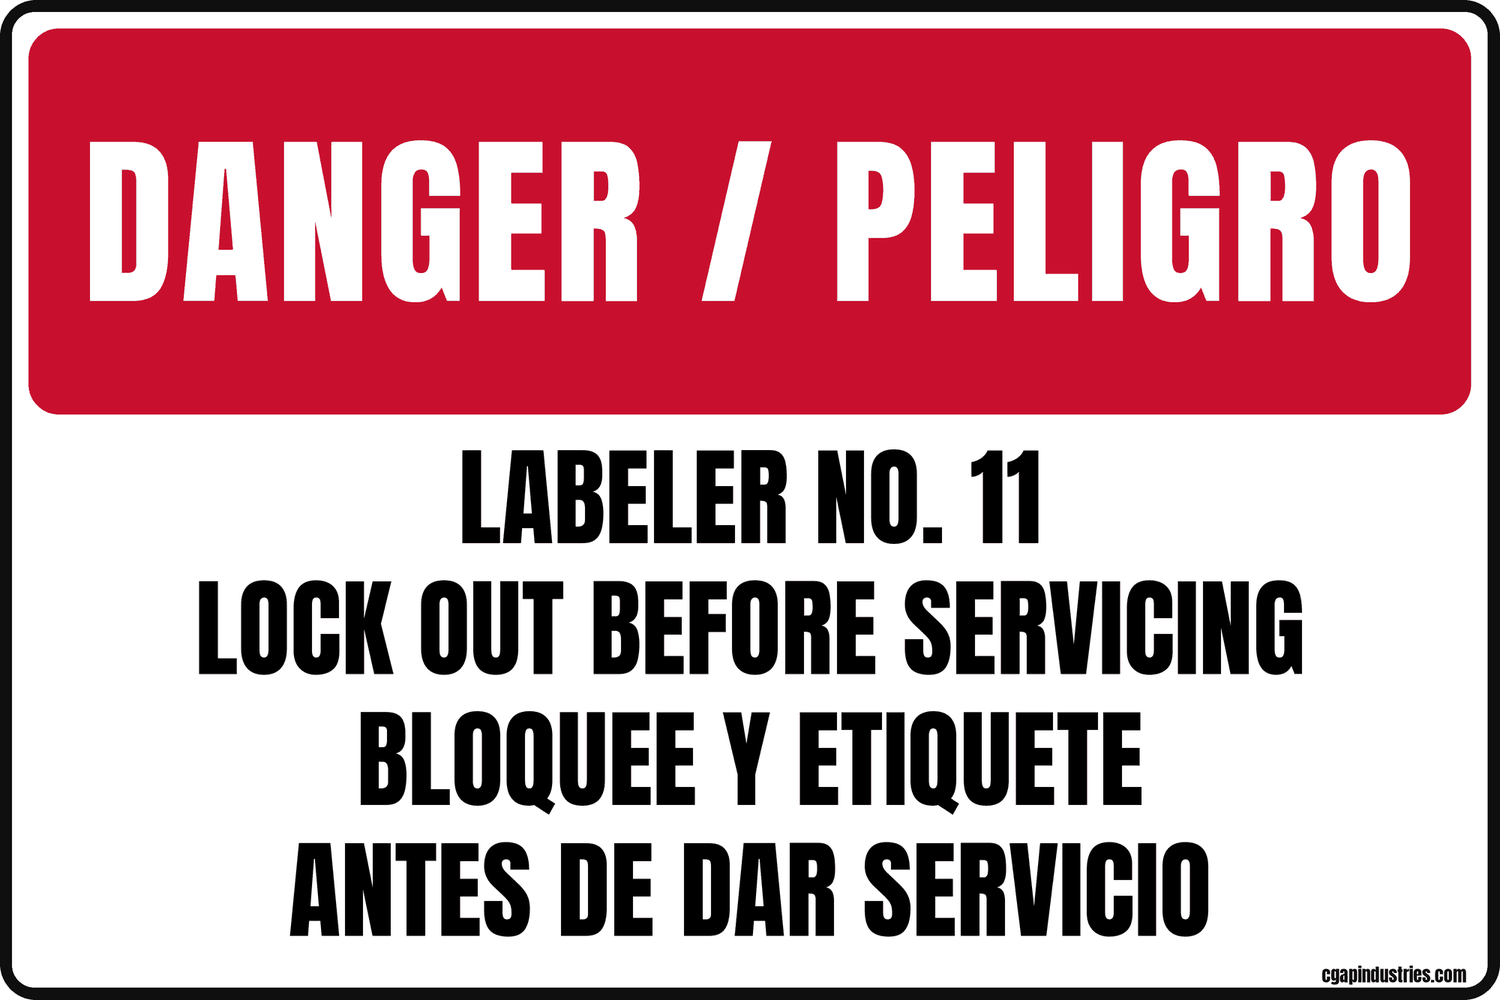 DANGER / PELIGRO
LABELER NO. 11
LOCK OUT BEFORE SERVICING
BLOQUEE Y ETIQUETE
ANTES DE DAR SERVICIO
cgapindustries.com